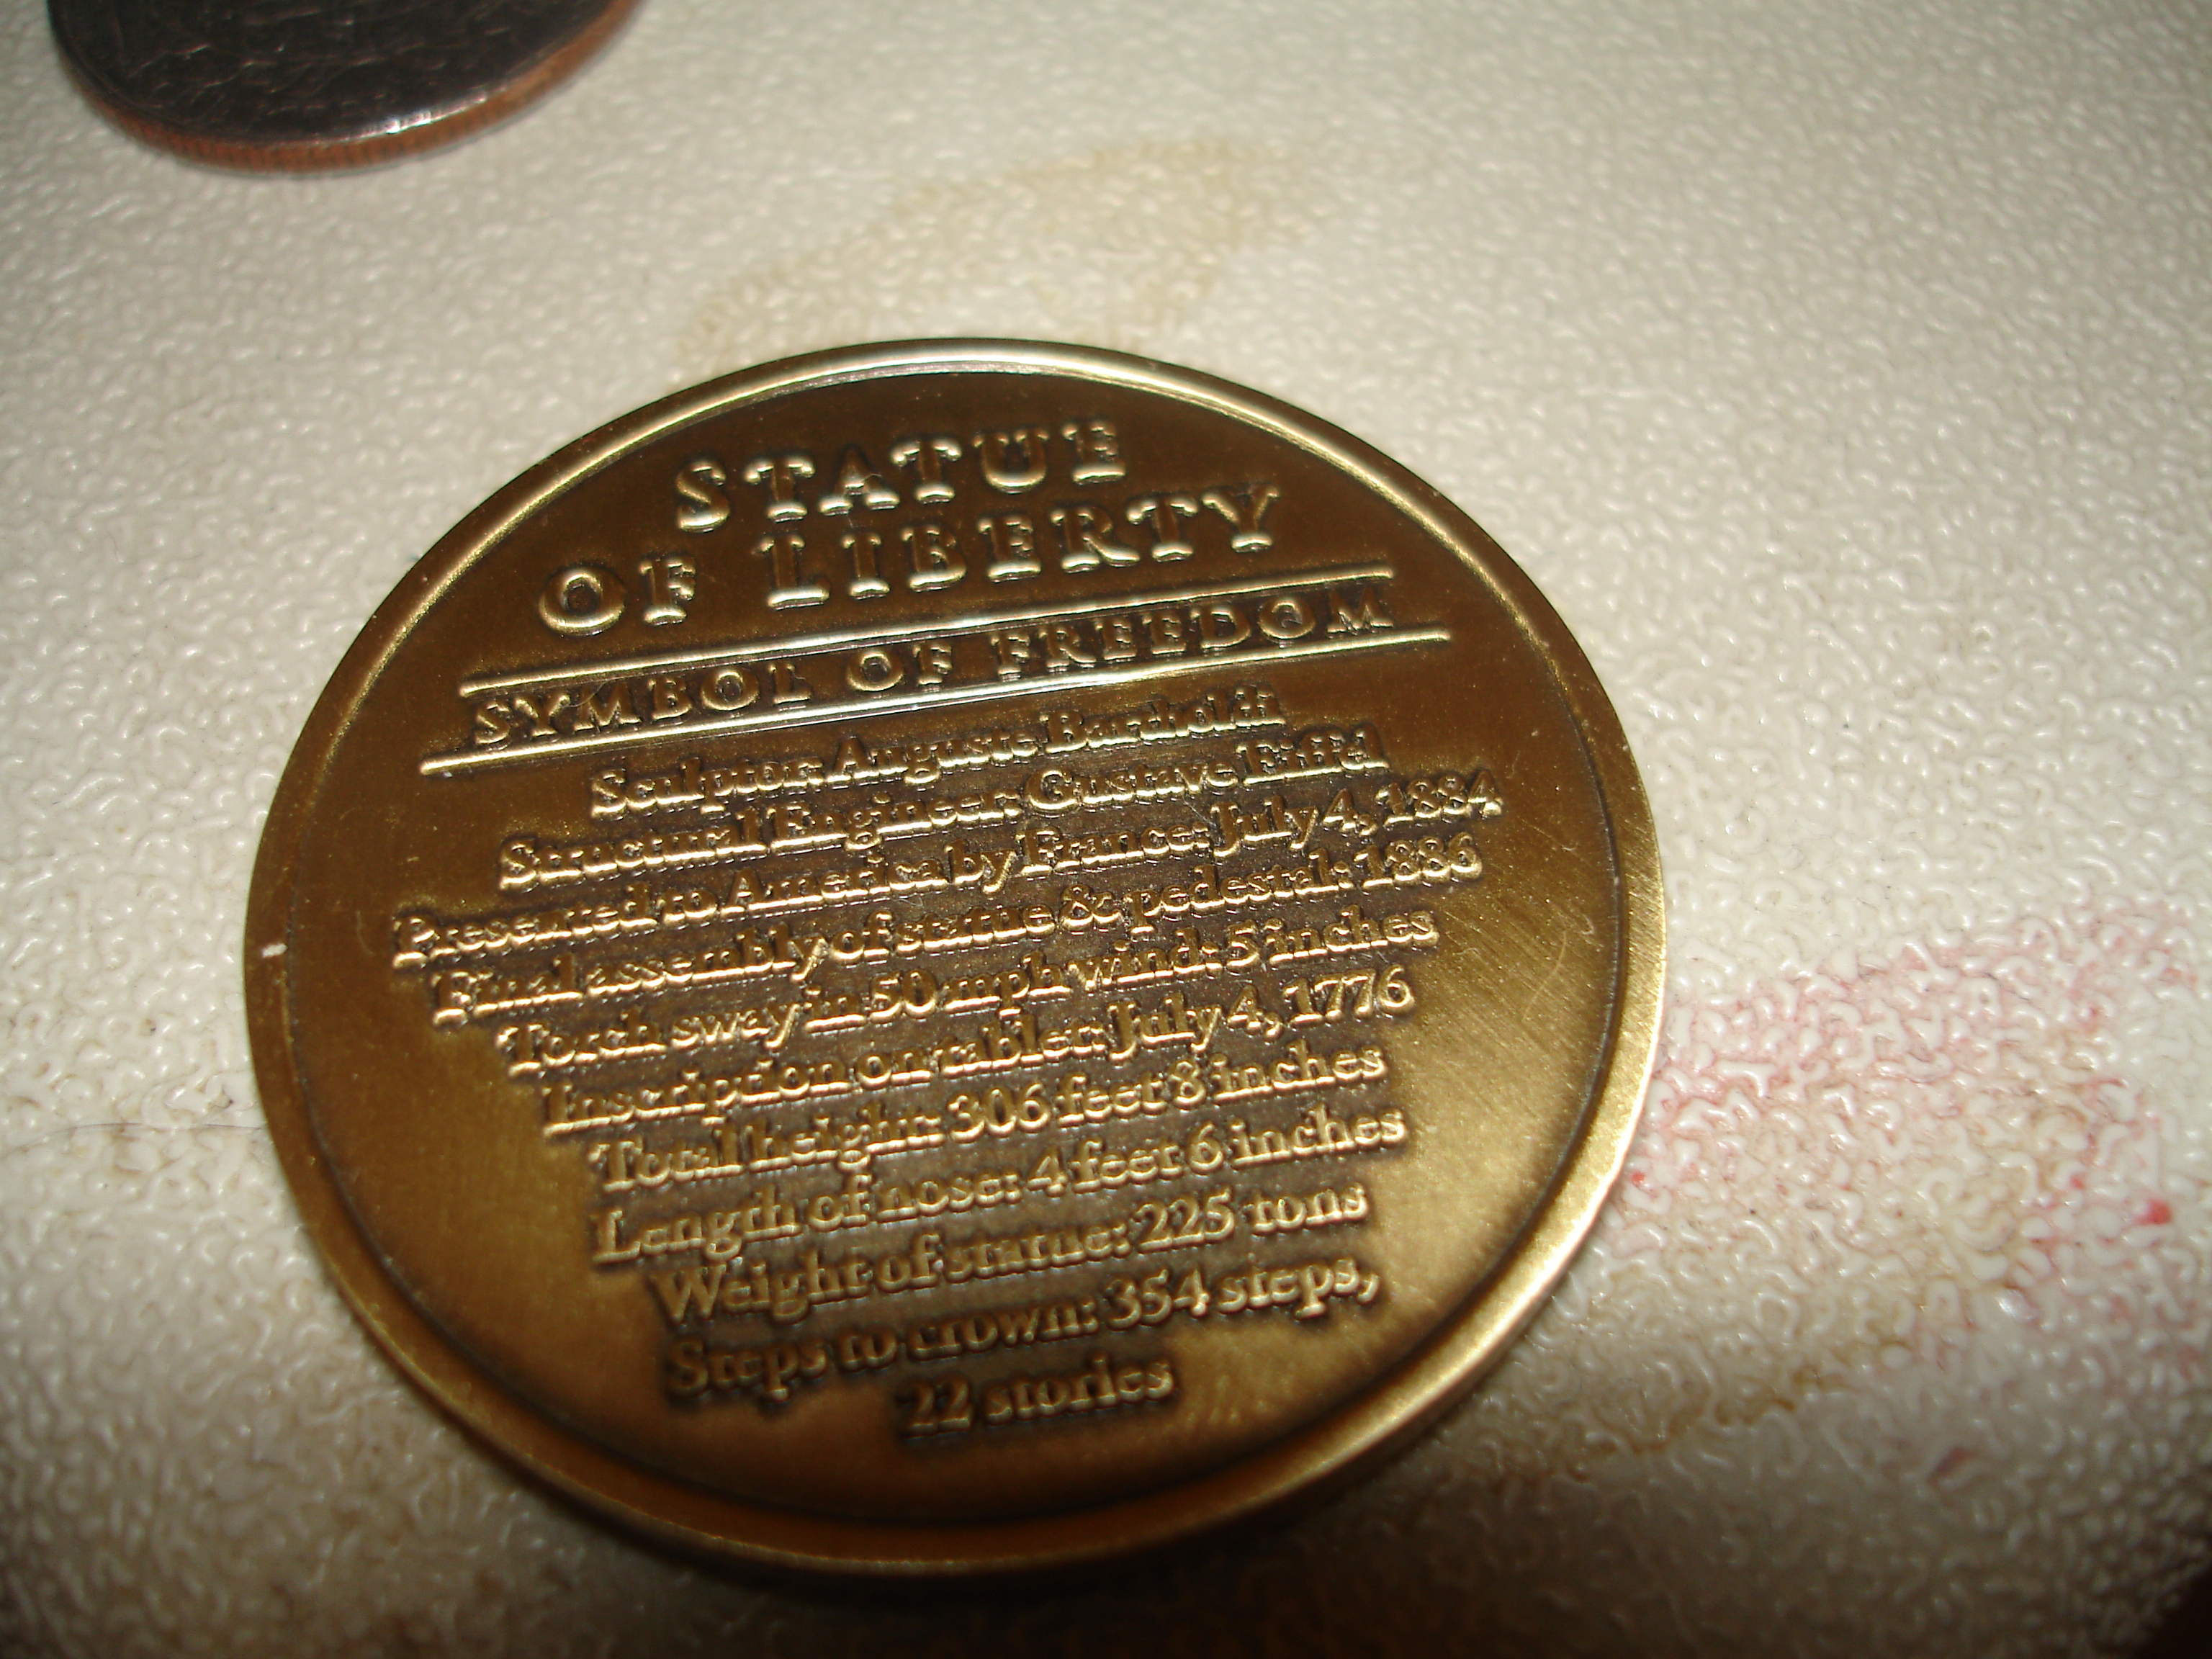 STATUE
OF LIBERTY
SYMBOL OF FREEDOM
Sculptor: Auguste Bartholdi
Structural Engineer: Gustave Eiffel
Presented to America by France: July 4, 1884
Final assembly of statue & pedestal: 1886
Torch sway in 50 mph wind: 5 inches
Inscription on tablet: July 4, 1776
Total height: 306 feet 8 inches
Length of nose: 4 feet 6 inches
Weight of statue: 225 tons
Steps to crown: 354 steps,
22 stories